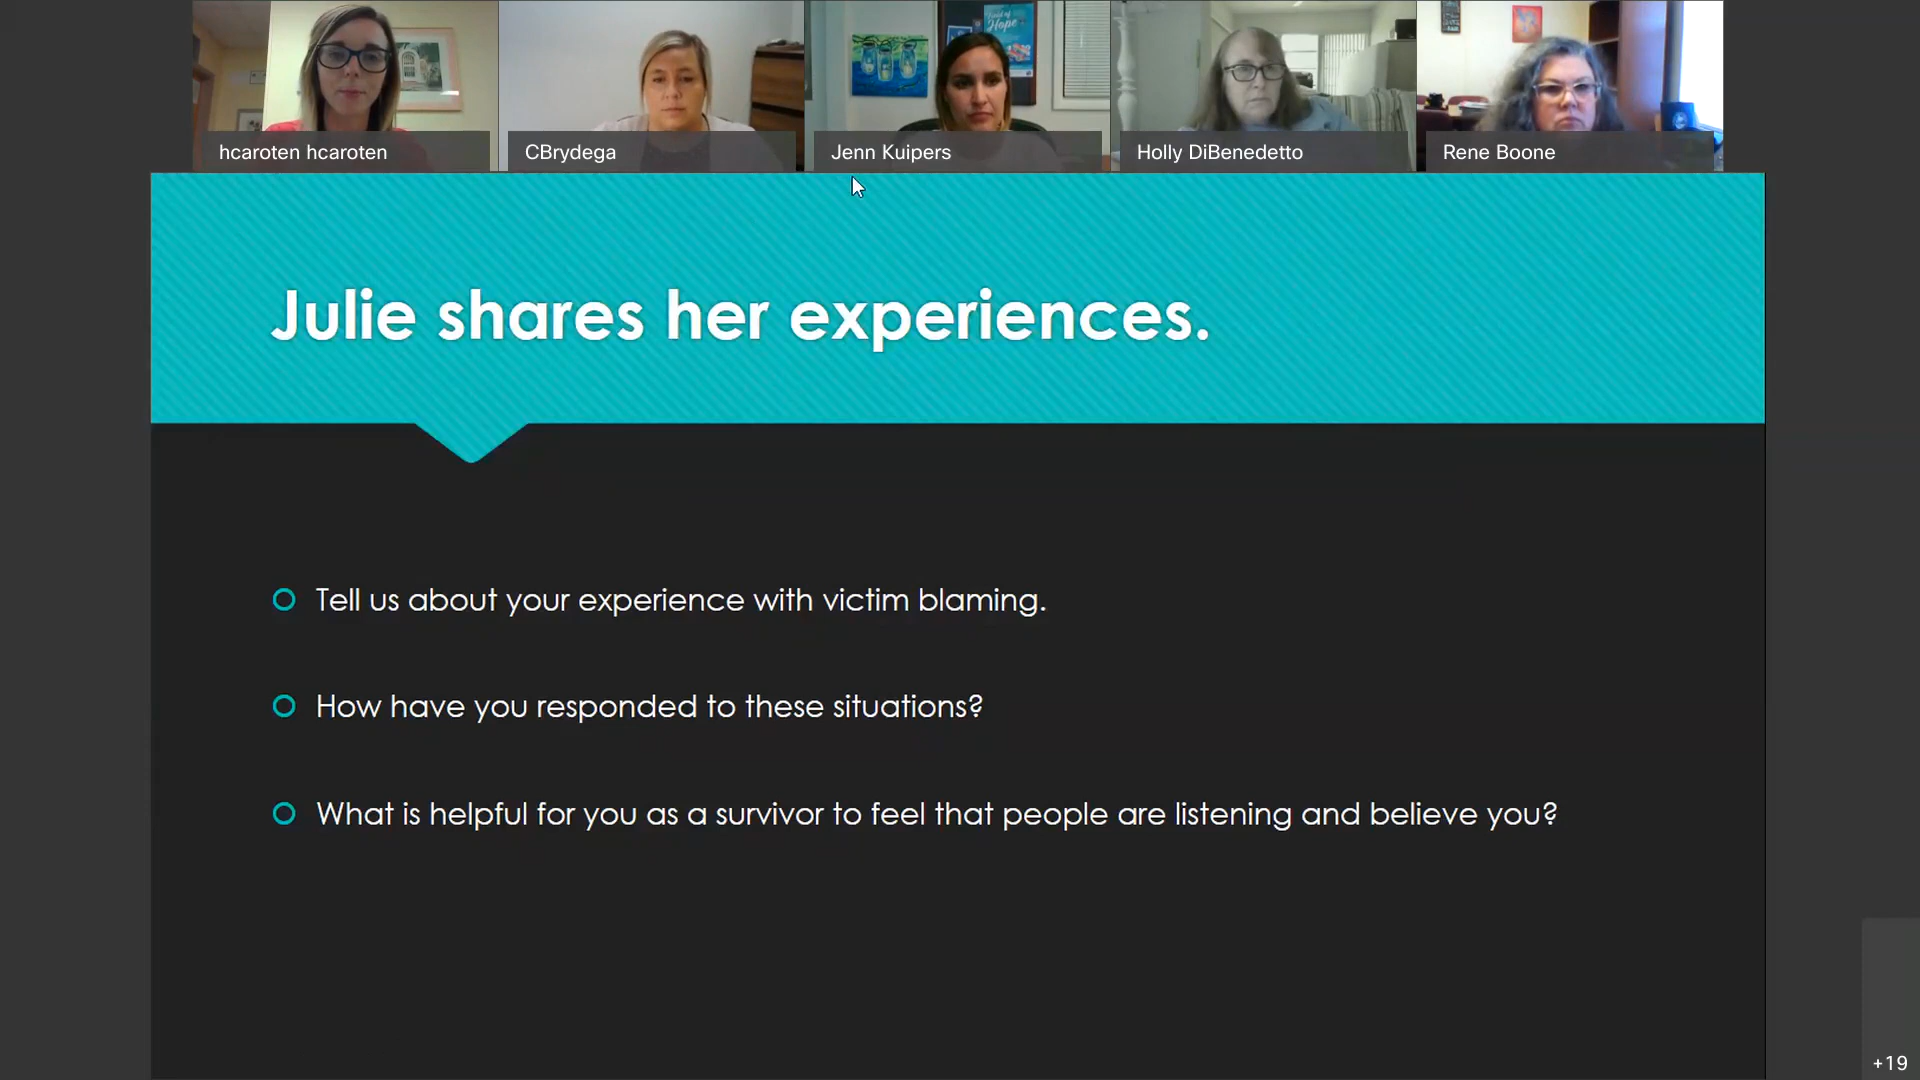 Hope
hcaroten hcaroten
CBrydega
Jenn Kuipers
Holly DiBenedetto
Rene Boone
Julie shares her experiences.
Tell us about your experience with victim blaming.
How have you responded to these situations?
What is helpful for you as a survivor to feel that people are listening and believe you?
+19